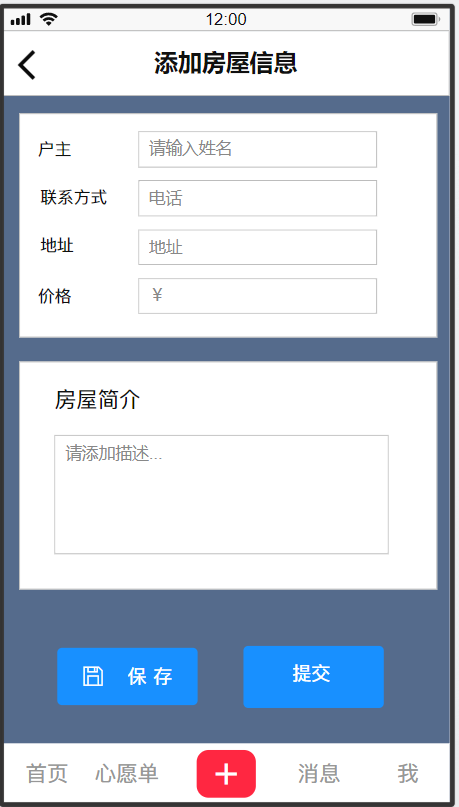 12:00
添加房屋信息
户主 请输入姓名
联系方式 电话
地址 地址
价格 ¥
房屋简介
请添加描述...
保 存 提交
首页 心愿单 消息 我